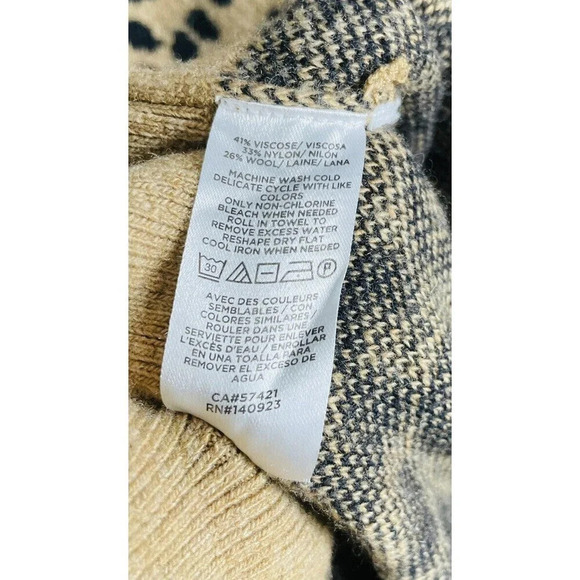 41% VISCOSE/ VISCOSA
33% NYLON/ NILÓN
26% WOOL/ LAINE/ LANA
MACHINE WASH COLD
DELICATE CYCLE WITH LIKE
COLORS
ONLY NON-CHLORINE
BLEACH WHEN NEEDED
ROLL IN TOWEL TO
REMOVE EXCESS WATER
RESHAPE DRY FLAT
COOL IRON WHEN NEEDED
30 P
AVEC DES COULEURS
SEMBLABLES / CON
COLORES SIMILARES/
ROULER DANS UNE
SERVIETTE POUR ENLEVER
L'EXCÈS D'EAU / ENROLLAR
EN UNA TOALLA PARA
REMOVER EL EXCESO DE
AGUA
CA#57421
RN#140923